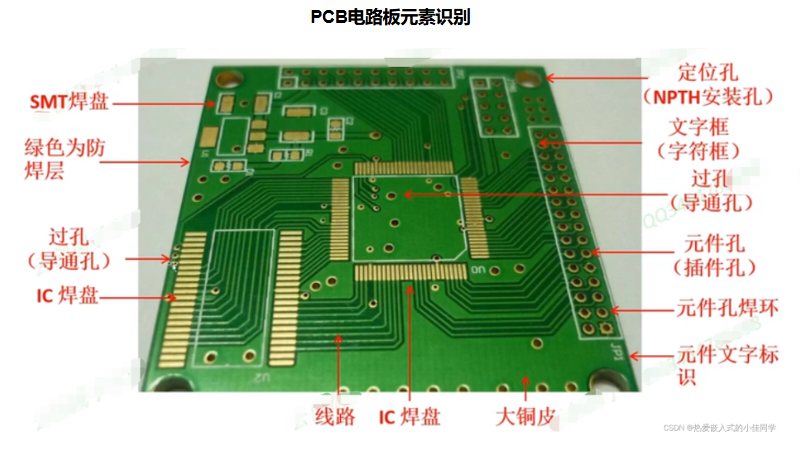 PCB电路板元素识别
SMT焊盘
绿色为防
焊层
过孔
（导通孔）
IC 焊盘
定位孔
（NPTH安装孔）
文字框
（字符框）
过孔
（导通孔）
元件孔
（插件孔）
元件孔焊环
元件文字标
识
线路
IC 焊盘
大铜皮
U2
U0
JP1
CSDN @热爱嵌入式的小佳同学